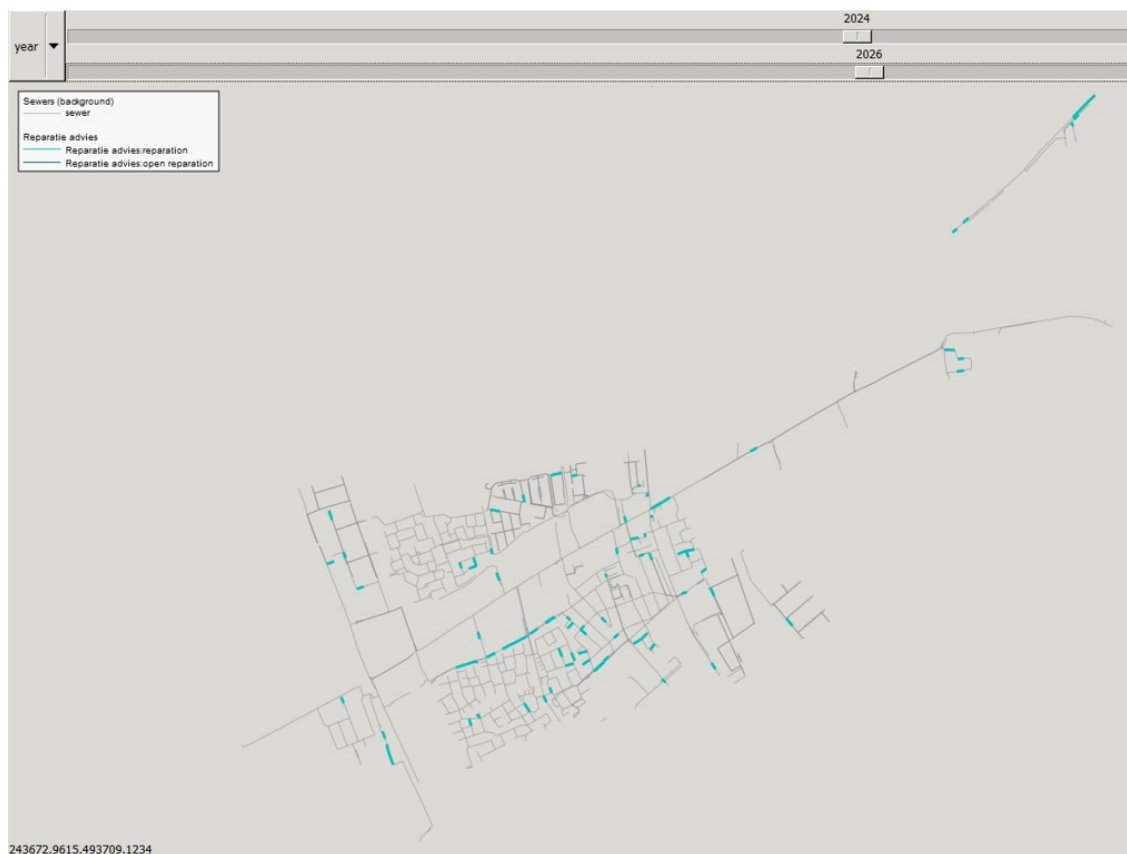 2024
year
2026
Sewers (background)
sewer
Reparatie advies
Reparatie advies:reparation
Reparatie advies:open reparation
243672.9615.493709.1234